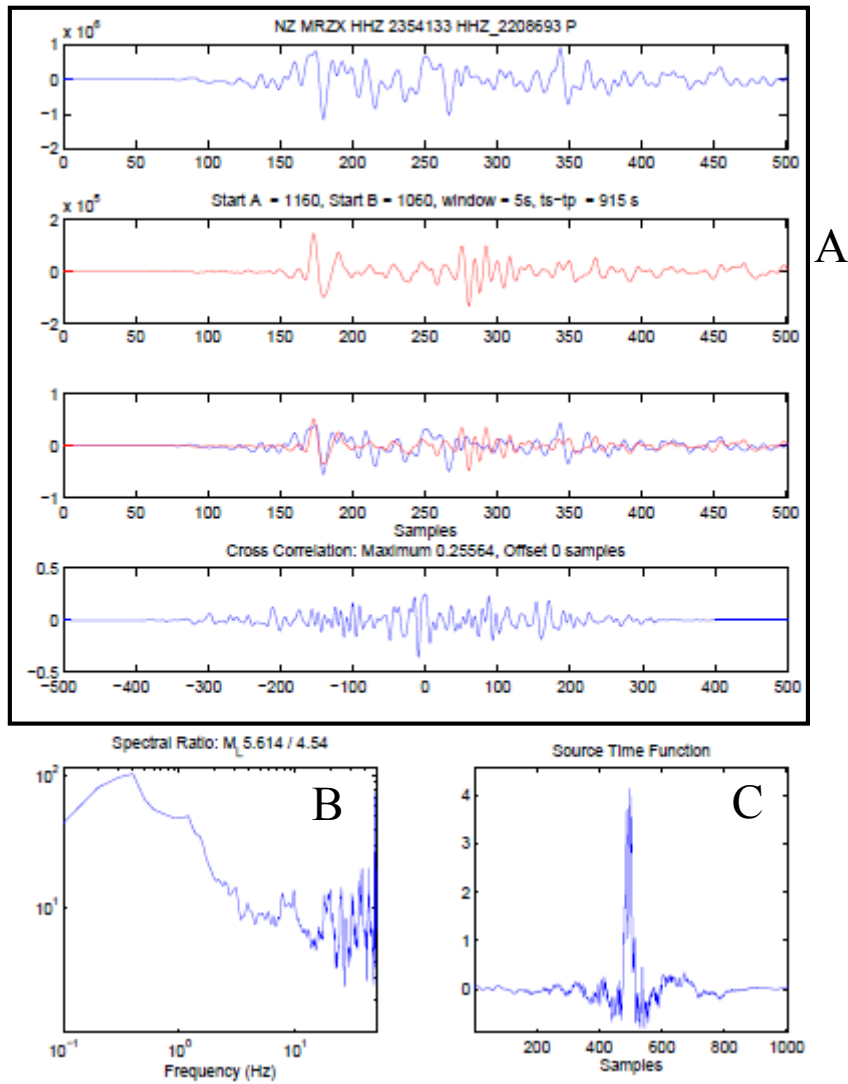 NZ MRZX HHZ 2354133 HHZ_2208693 P
x 10^6
1
0
−1
−2
0 50 100 150 200 250 300 350 400 450 500
Start A = 1160, Start B = 1060, window = 5s, ts−tp = 915 s
x 10^5
2
0
−2
0 50 100 150 200 250 300 350 400 450 500
A
1
0
−1
0 50 100 150 200 250 300 350 400 450 500
Samples
Cross Correlation: Maximum 0.25564, Offset 0 samples
0.5
0
−0.5
−500 −400 −300 −200 −100 0 100 200 300 400 500
Spectral Ratio: M_L 5.614 / 4.54
10^2
10^1
10^−1 10^0 10^1
Frequency (Hz)
B
Source Time Function
4
3
2
1
0
200 400 600 800 1000
Samples
C